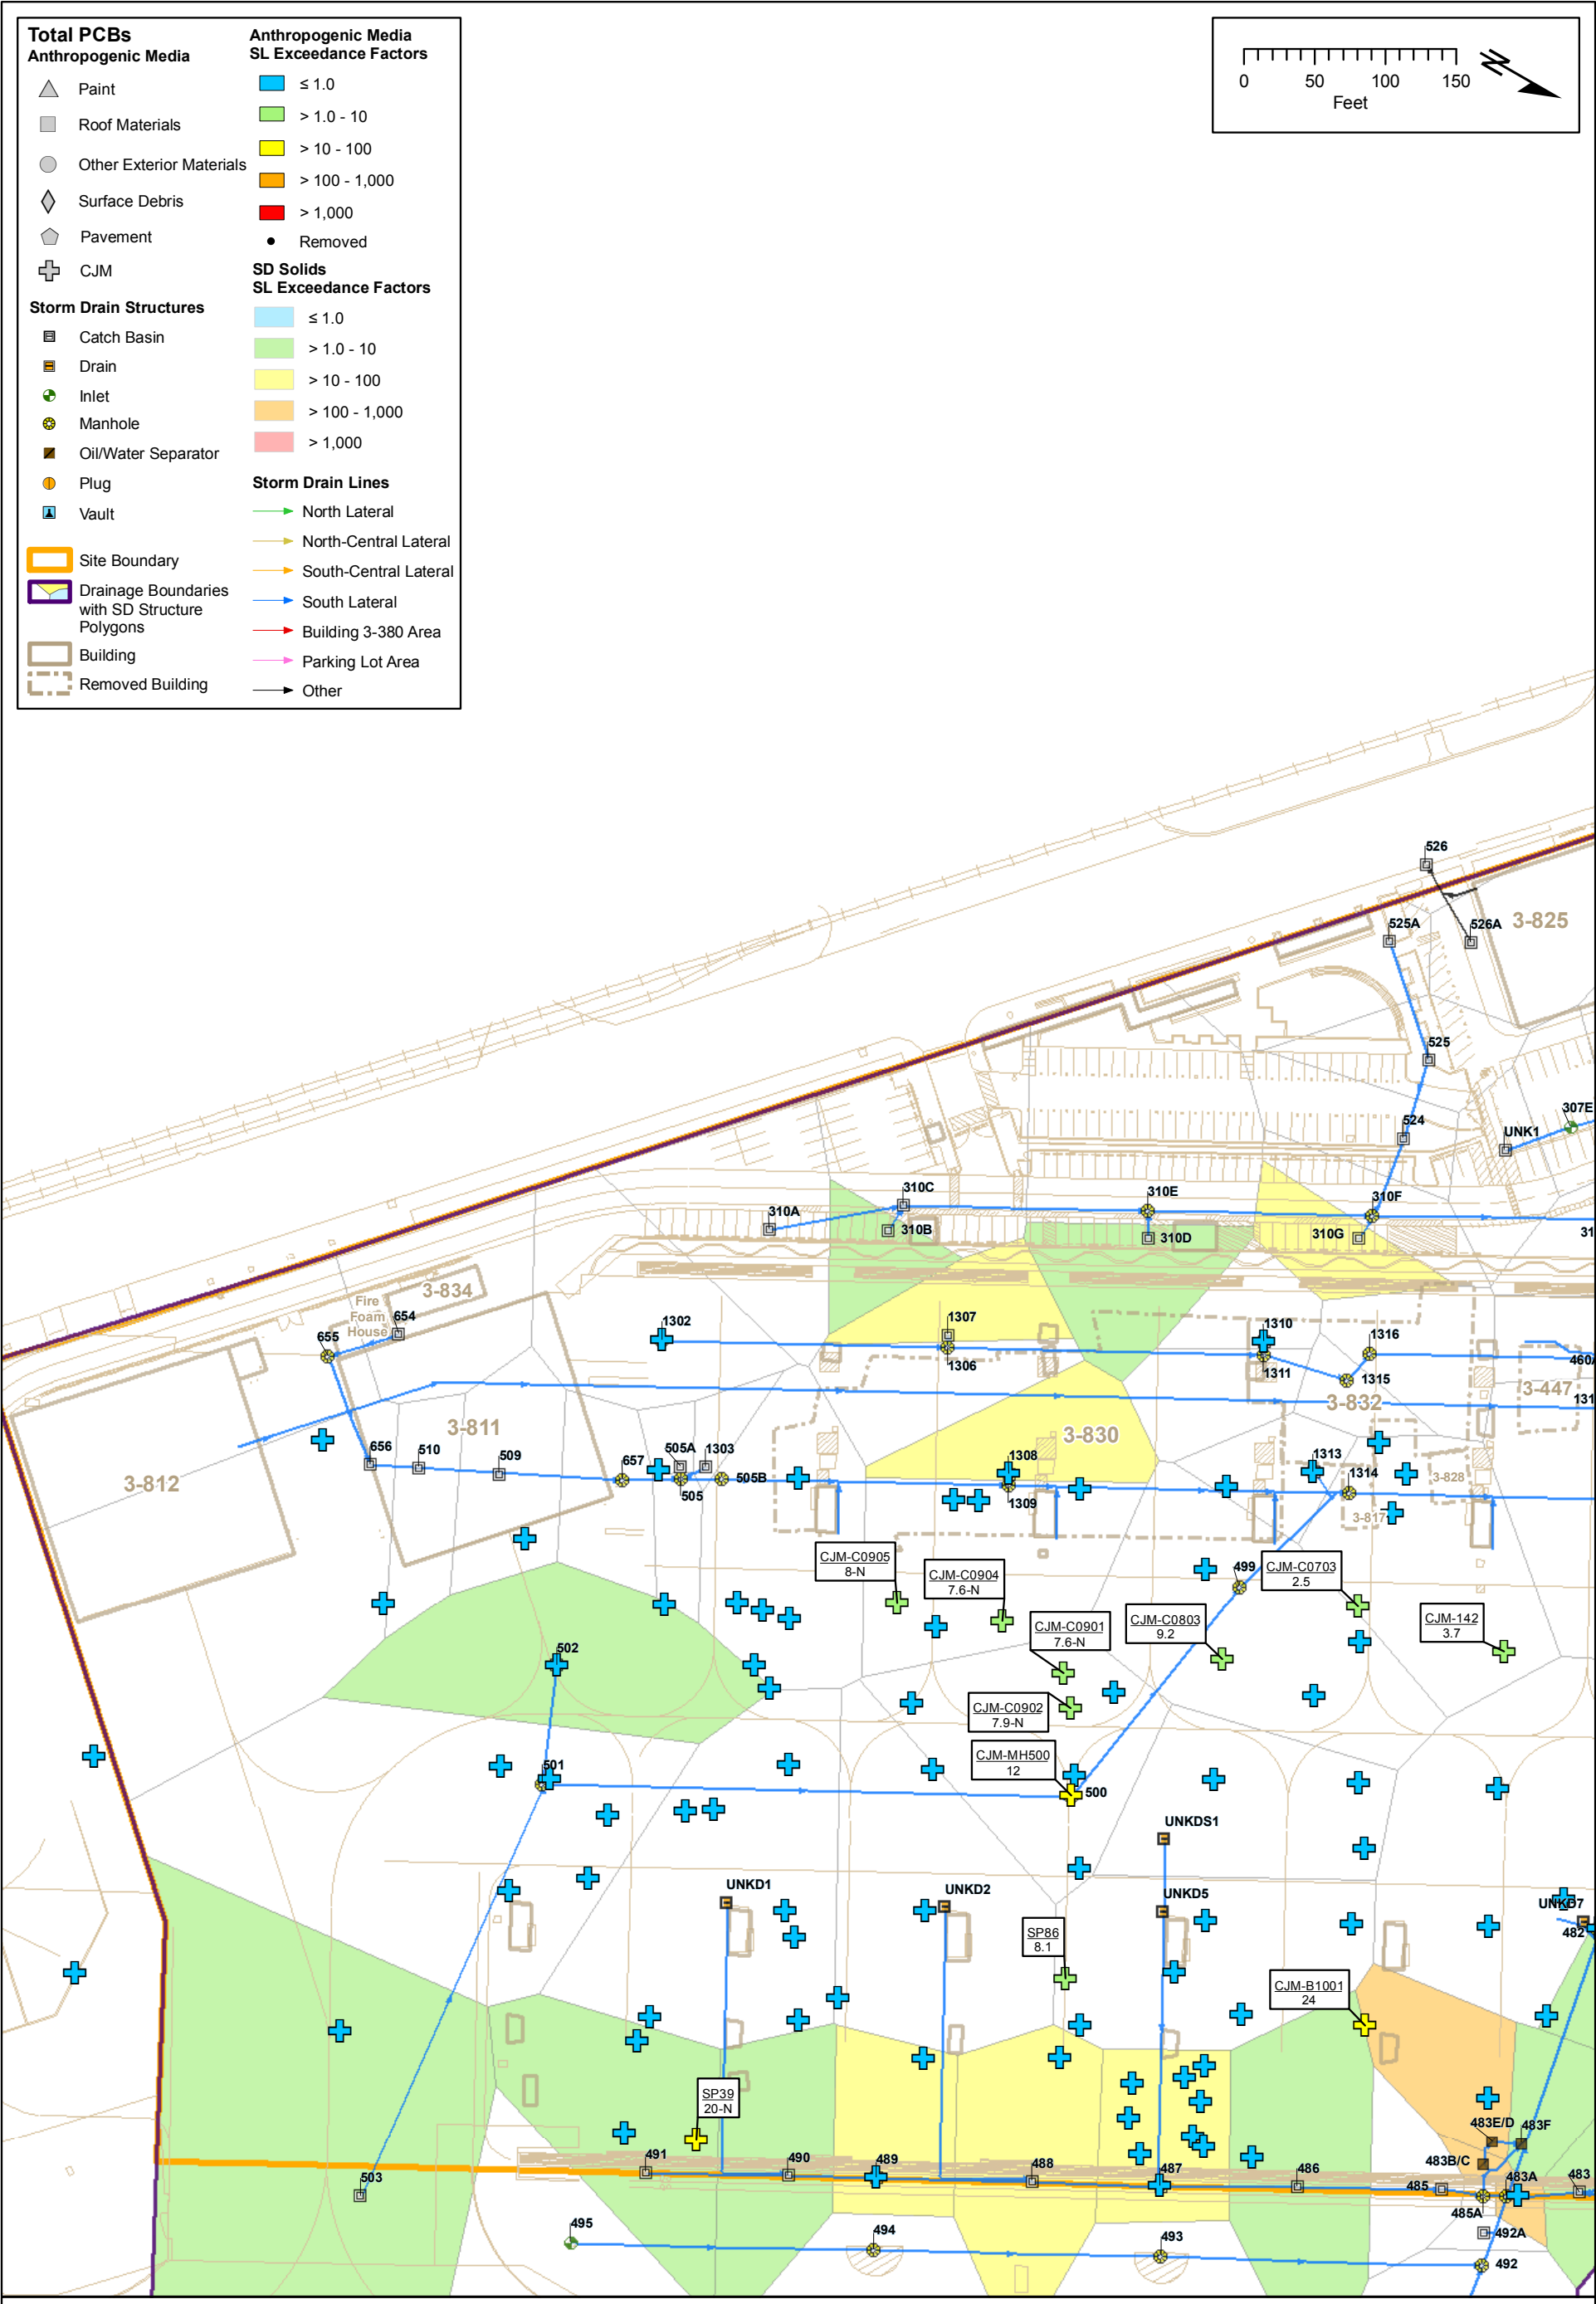 Total PCBs
Anthropogenic Media
Paint
Roof Materials
Other Exterior Materials
Surface Debris
Pavement
CJM
Storm Drain Structures
Catch Basin
Drain
Inlet
Manhole
Oil/Water Separator
Plug
Vault
Site Boundary
Drainage Boundaries
with SD Structure
Polygons
Building
Removed Building
Anthropogenic Media
SL Exceedance Factors
≤ 1.0
> 1.0 - 10
> 10 - 100
> 100 - 1,000
> 1,000
Removed
SD Solids
SL Exceedance Factors
≤ 1.0
> 1.0 - 10
> 10 - 100
> 100 - 1,000
> 1,000
Storm Drain Lines
North Lateral
North-Central Lateral
South-Central Lateral
South Lateral
Building 3-380 Area
Parking Lot Area
Other
0 50 100 150
Feet
N
526
525A
526A
3-825
525
307E
524
UNK1
310C
310E
310F
310A
310B
310D
310G
31
3-834
Fire
Foam
House
654
655
1302
1307
1310
1316
1306
1311
1315
460A
3-832
3-447
131
3-811
3-830
3-812
656
510
509
657
505A
1303
505B
505
1308
1309
1313
1314
3-828
3-817
CJM-C0905
8-N
CJM-C0904
7.6-N
499
CJM-C0703
2.5
CJM-C0901
7.6-N
CJM-C0803
9.2
CJM-142
3.7
502
CJM-C0902
7.9-N
CJM-MH500
12
501
500
UNKDS1
UNKD1
UNKD2
UNKD5
UNKD7
482
SP86
8.1
CJM-B1001
24
SP39
20-N
483E/D
483F
491
490
489
488
487
486
483B/C
485
483A
483
503
485A
495
494
493
492A
492